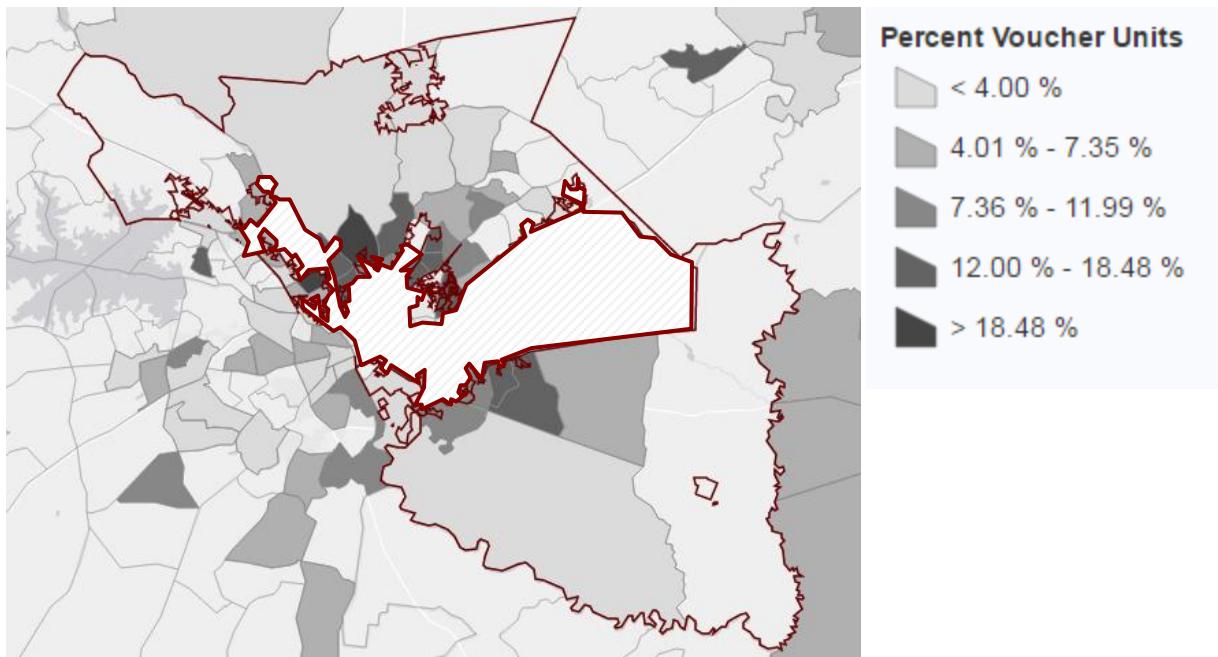 Percent Voucher Units
< 4.00 %
4.01 % - 7.35 %
7.36 % - 11.99 %
12.00 % - 18.48 %
> 18.48 %